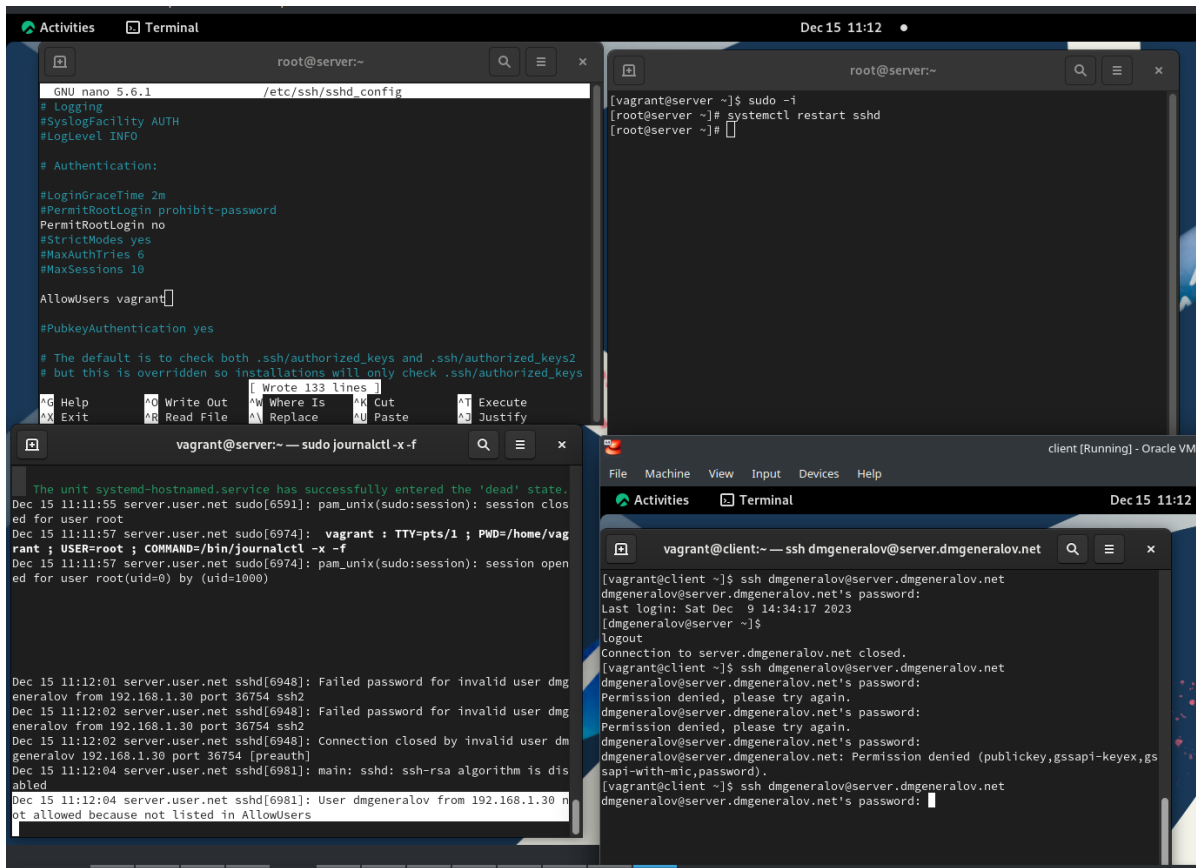 Activities Terminal Dec 15 11:12
root@server:~
GNU nano 5.6.1 /etc/ssh/sshd_config
# Logging
#SyslogFacility AUTH
#LogLevel INFO
# Authentication:
#LoginGraceTime 2m
#PermitRootLogin prohibit-password
PermitRootLogin no
#StrictModes yes
#MaxAuthTries 6
#MaxSessions 10
AllowUsers vagrant
#PubkeyAuthentication yes
# The default is to check both .ssh/authorized_keys and .ssh/authorized_keys2
# but this is overridden so installations will only check .ssh/authorized_keys
[ Wrote 133 lines ]
^G Help ^O Write Out ^W Where Is ^K Cut ^T Execute
^X Exit ^R Read File ^\ Replace ^U Paste ^J Justify
root@server:~
[vagrant@server ~]$ sudo -i
[root@server ~]# systemctl restart sshd
[root@server ~]#
vagrant@server:~ — sudo journalctl -x -f
The unit systemd-hostnamed.service has successfully entered the 'dead' state.
Dec 15 11:11:55 server.user.net sudo[6591]: pam_unix(sudo:session): session clos
ed for user root
Dec 15 11:11:57 server.user.net sudo[6974]:  vagrant : TTY=pts/1 ; PWD=/home/vag
rant ; USER=root ; COMMAND=/bin/journalctl -x -f
Dec 15 11:11:57 server.user.net sudo[6974]: pam_unix(sudo:session): session open
ed for user root(uid=0) by (uid=1000)
Dec 15 11:12:01 server.user.net sshd[6948]: Failed password for invalid user dmg
eneralov from 192.168.1.30 port 36754 ssh2
Dec 15 11:12:02 server.user.net sshd[6948]: Failed password for invalid user dmg
eneralov from 192.168.1.30 port 36754 ssh2
Dec 15 11:12:02 server.user.net sshd[6948]: Connection closed by invalid user dm
generalov 192.168.1.30 port 36754 [preauth]
Dec 15 11:12:04 server.user.net sshd[6981]: main: sshd: ssh-rsa algorithm is dis
abled
Dec 15 11:12:04 server.user.net sshd[6981]: User dmgeneralov from 192.168.1.30 n
ot allowed because not listed in AllowUsers
client [Running] - Oracle VM
File Machine View Input Devices Help
Activities Terminal Dec 15 11:12
vagrant@client:~ — ssh dmgeneralov@server.dmgeneralov.net
[vagrant@client ~]$ ssh dmgeneralov@server.dmgeneralov.net
dmgeneralov@server.dmgeneralov.net's password:
Last login: Sat Dec  9 14:34:17 2023
[dmgeneralov@server ~]$
logout
Connection to server.dmgeneralov.net closed.
[vagrant@client ~]$ ssh dmgeneralov@server.dmgeneralov.net
dmgeneralov@server.dmgeneralov.net's password:
Permission denied, please try again.
dmgeneralov@server.dmgeneralov.net's password:
Permission denied, please try again.
dmgeneralov@server.dmgeneralov.net's password:
dmgeneralov@server.dmgeneralov.net: Permission denied (publickey,gssapi-keyex,gs
sapi-with-mic,password).
[vagrant@client ~]$ ssh dmgeneralov@server.dmgeneralov.net
dmgeneralov@server.dmgeneralov.net's password: